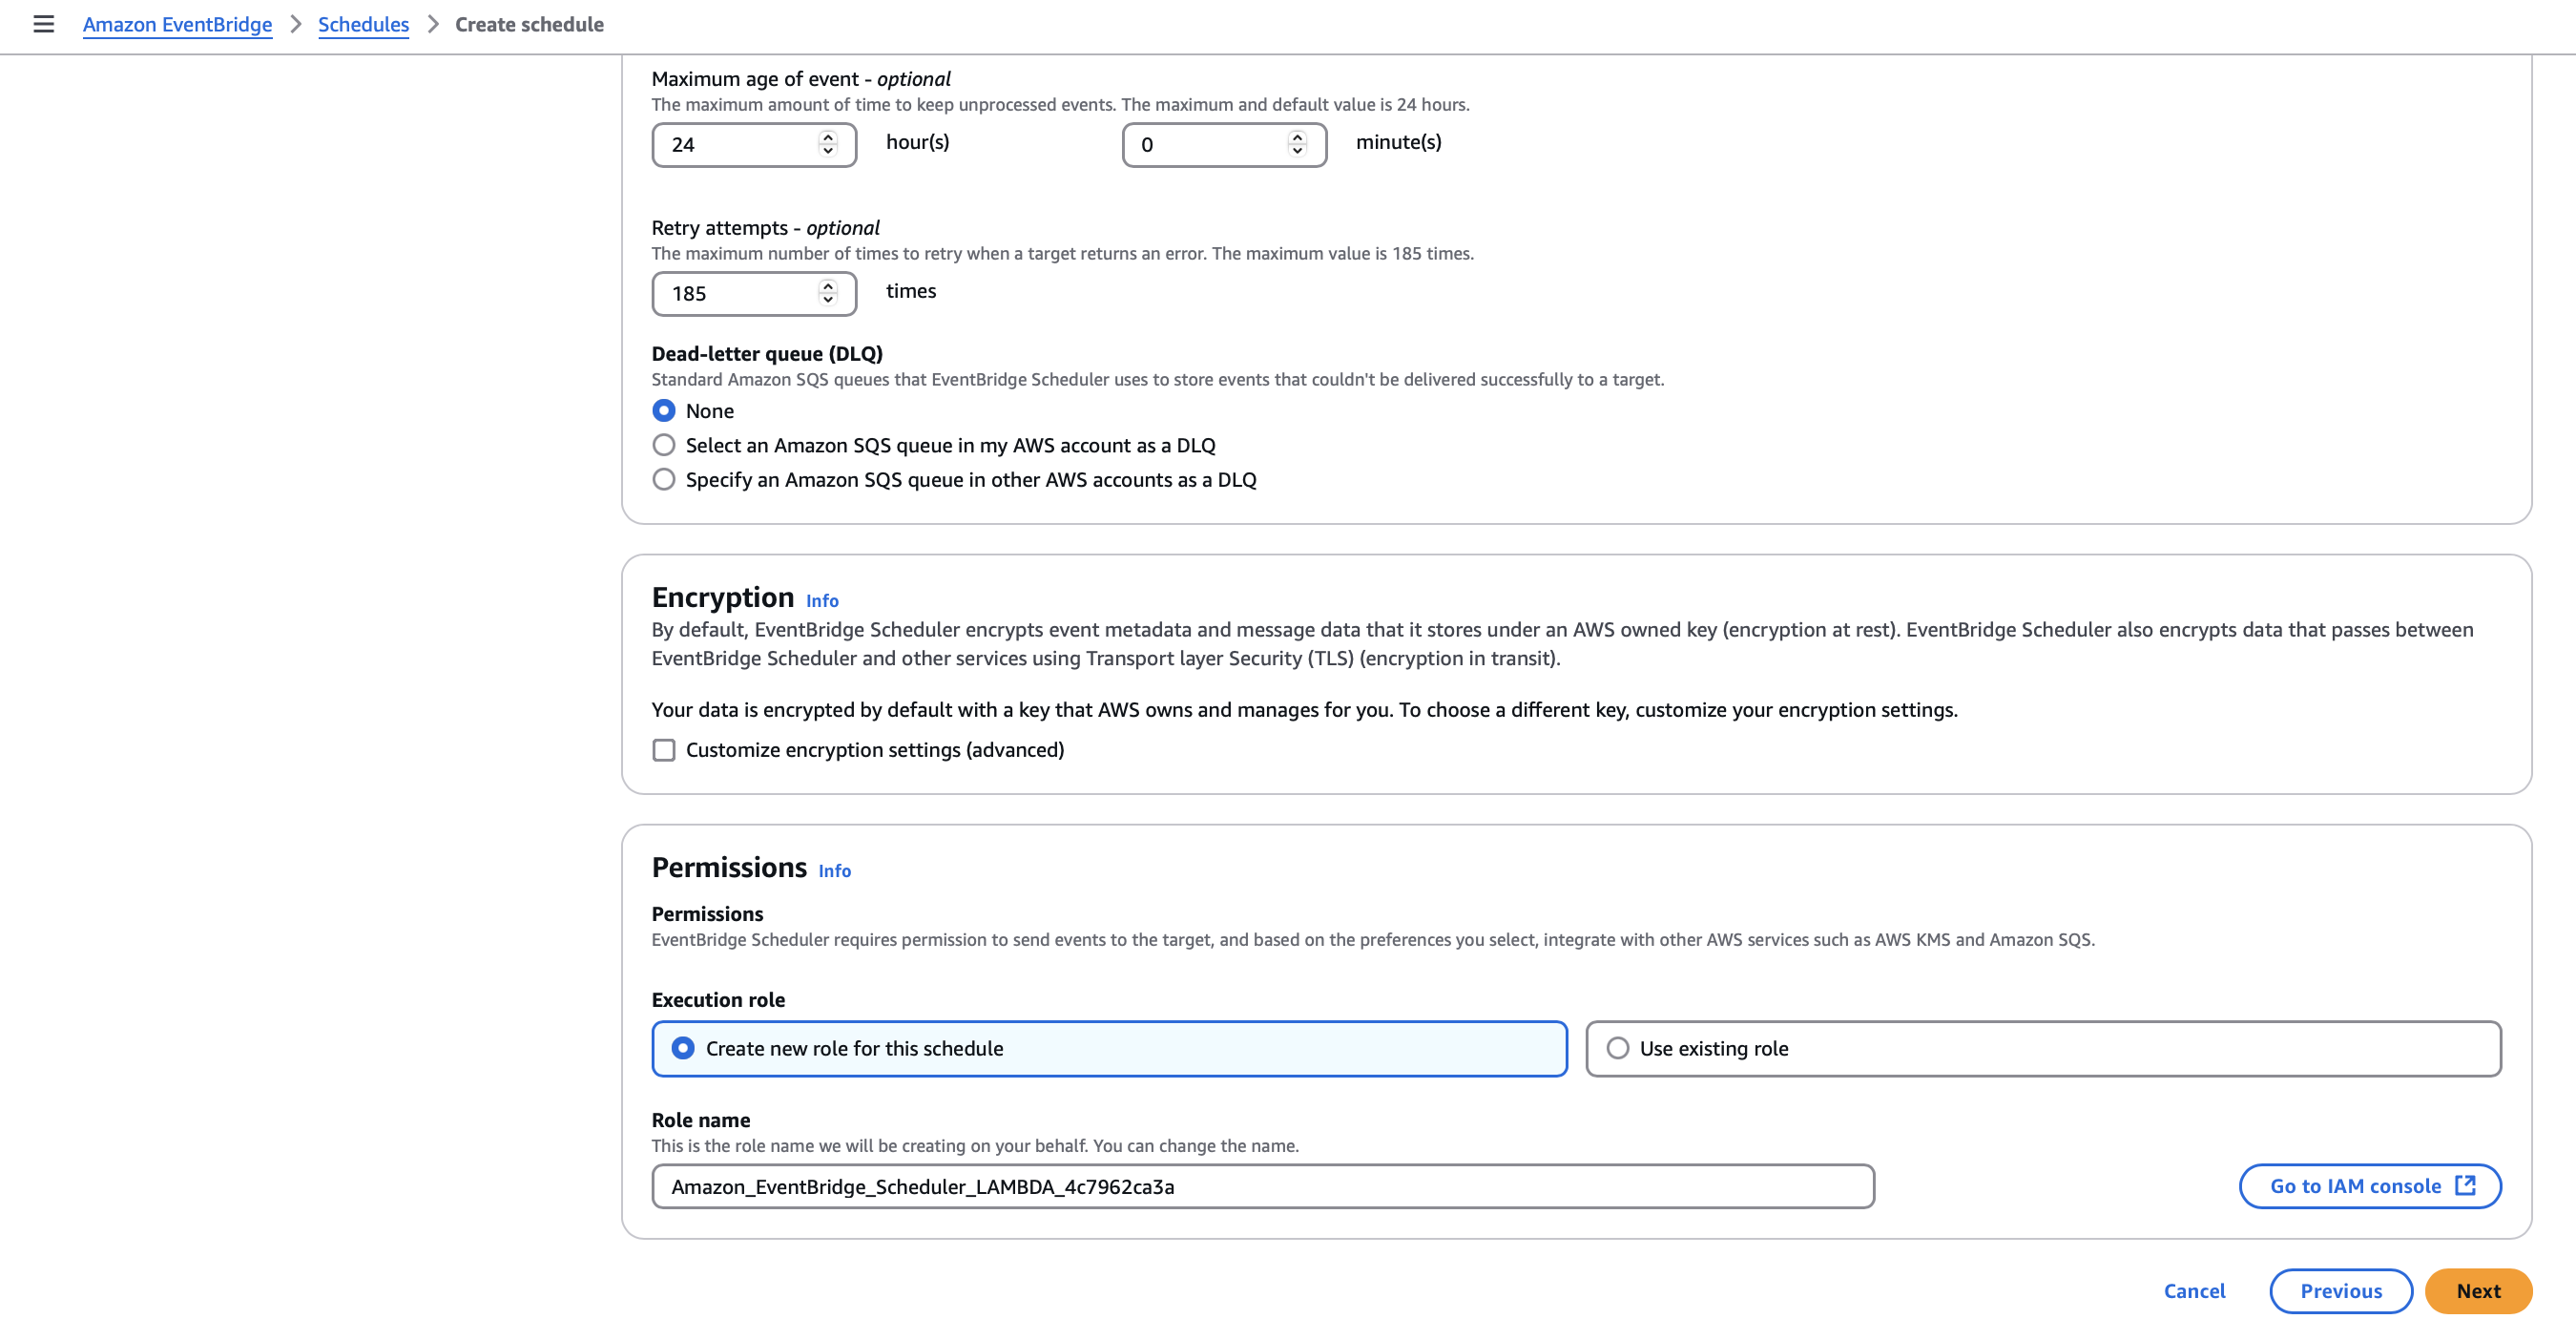 Amazon EventBridge > Schedules > Create schedule
Maximum age of event - optional
The maximum amount of time to keep unprocessed events. The maximum and default value is 24 hours.
24 hour(s) 0 minute(s)
Retry attempts - optional
The maximum number of times to retry when a target returns an error. The maximum value is 185 times.
185 times
Dead-letter queue (DLQ)
Standard Amazon SQS queues that EventBridge Scheduler uses to store events that couldn't be delivered successfully to a target.
None
Select an Amazon SQS queue in my AWS account as a DLQ
Specify an Amazon SQS queue in other AWS accounts as a DLQ
Encryption Info
By default, EventBridge Scheduler encrypts event metadata and message data that it stores under an AWS owned key (encryption at rest). EventBridge Scheduler also encrypts data that passes between
EventBridge Scheduler and other services using Transport layer Security (TLS) (encryption in transit).
Your data is encrypted by default with a key that AWS owns and manages for you. To choose a different key, customize your encryption settings.
Customize encryption settings (advanced)
Permissions Info
Permissions
EventBridge Scheduler requires permission to send events to the target, and based on the preferences you select, integrate with other AWS services such as AWS KMS and Amazon SQS.
Execution role
Create new role for this schedule
Use existing role
Role name
This is the role name we will be creating on your behalf. You can change the name.
Amazon_EventBridge_Scheduler_LAMBDA_4c7962ca3a
Go to IAM console
Cancel
Previous
Next